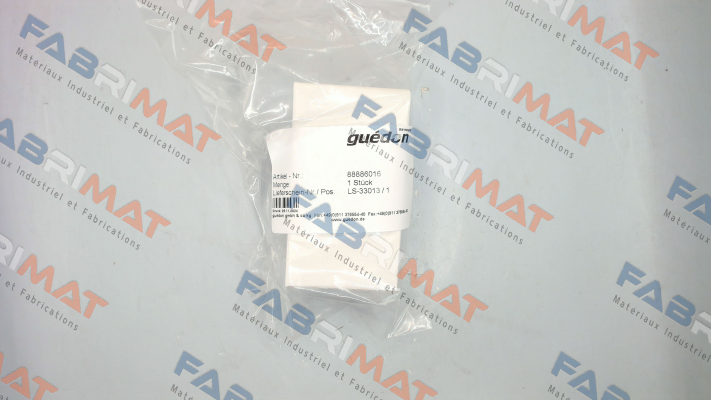 guédon
Artikel - Nr.: 88886016
Menge: 1 Stück
Lieferschein-Nr. / Pos: LS-33013 / 1
www.guedon.de
FABRIMAT
Matériaux Industriel et Fabrications